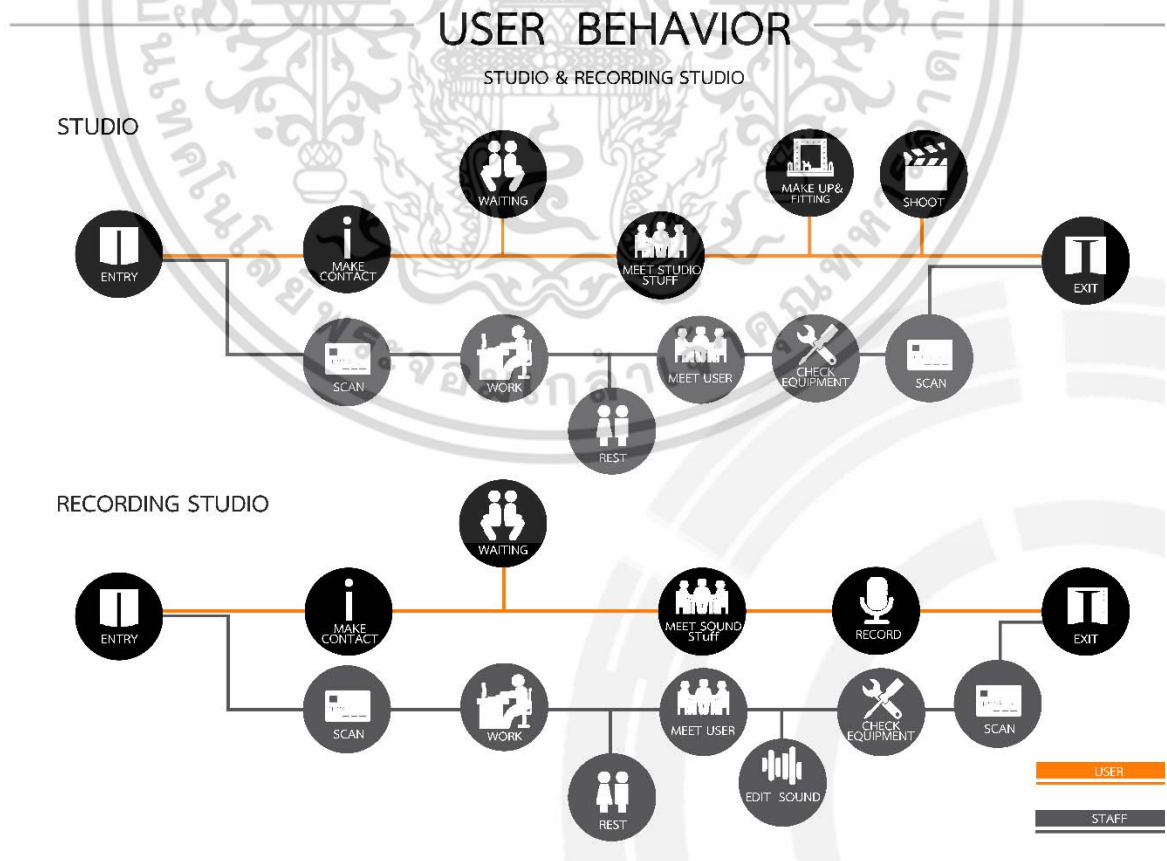 USER BEHAVIOR
STUDIO & RECORDING STUDIO
STUDIO
WAITING
MAKE UP&
FITTING
SHOOT
ENTRY
MAKE
CONTACT
MEET STUDIO
STUFF
EXIT
SCAN
WORK
MEET USER
CHECK
EQUIPMENT
SCAN
REST
RECORDING STUDIO
WAITING
ENTRY
MAKE
CONTACT
MEET SOUND
STuff
RECORD
EXIT
SCAN
WORK
MEET USER
CHECK
EQUIPMENT
SCAN
REST
EDIT SOUND
USER
STAFF